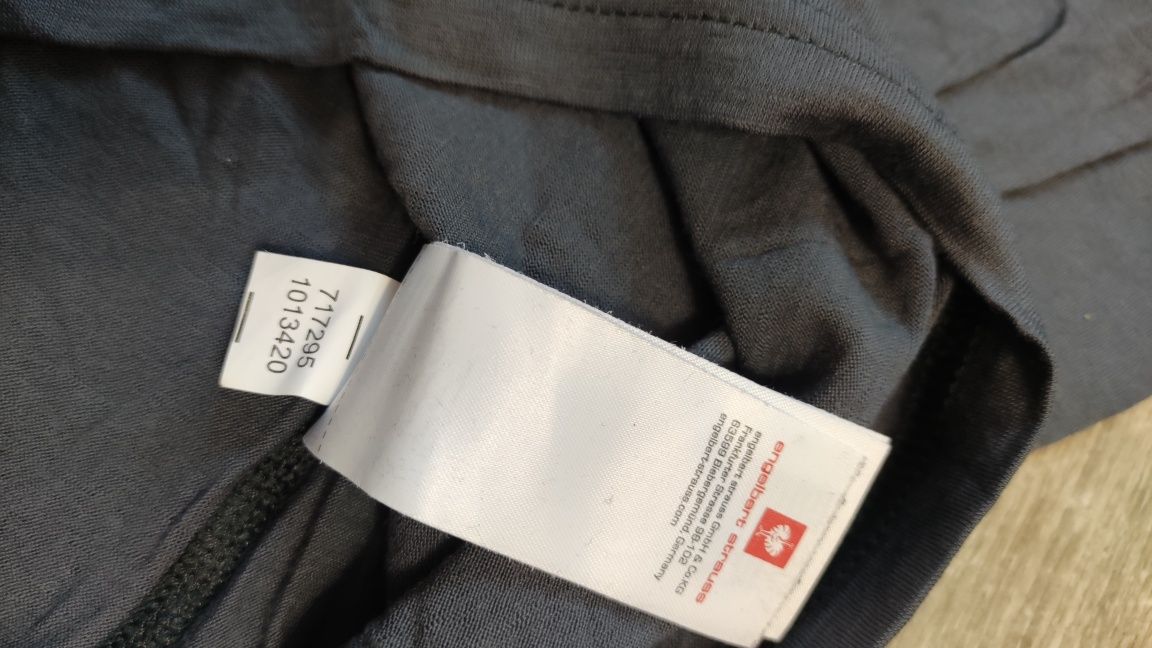 717295
1013420
engelbert strauss
engelbert strauss GmbH & Co KG
Frankfurter Strasse 98-102
63599 Biebergemünd, Germany
engelbert-strauss.com